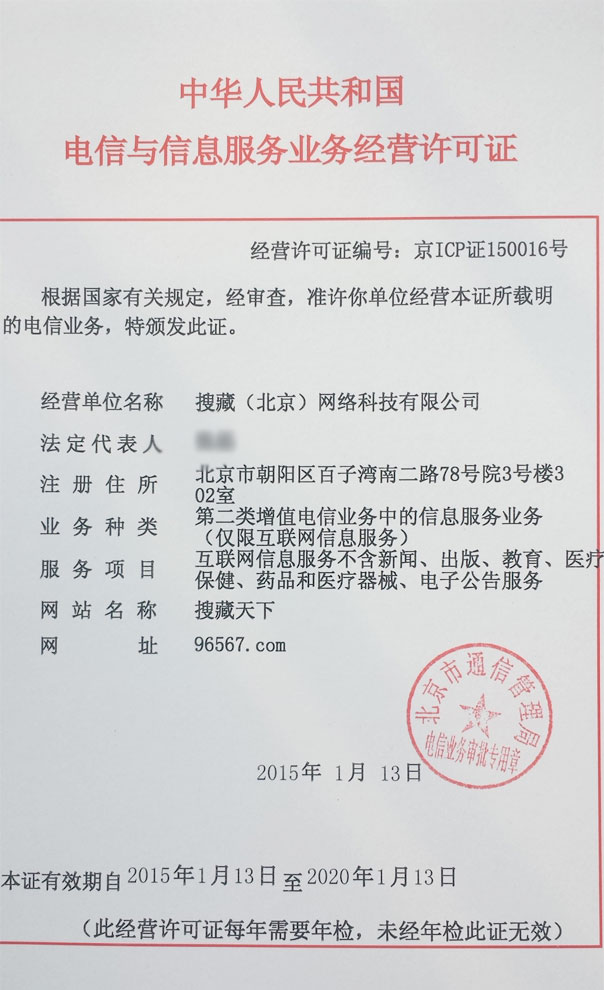 中华人民共和国
电信与信息服务业务经营许可证
经营许可证编号：京ICP证150016号
根据国家有关规定，经审查，准许你单位经营本证所载明
的电信业务，特颁发此证。
经营单位名称 搜藏（北京）网络科技有限公司
法定代表人
注册住所 北京市朝阳区百子湾南二路78号院3号楼3
02室
业务种类 第二类增值电信业务中的信息服务业务
（仅限互联网信息服务）
服务项目 互联网信息服务不含新闻、出版、教育、医疗
保健、药品和医疗器械、电子公告服务
网站名称 搜藏天下
网址 96567.com
北京市通信管理局
电信业务审批专用章
2015年 1月 13日
本证有效期自2015年1月13日至2020年1月13日
（此经营许可证每年需要年检，未经年检此证无效）